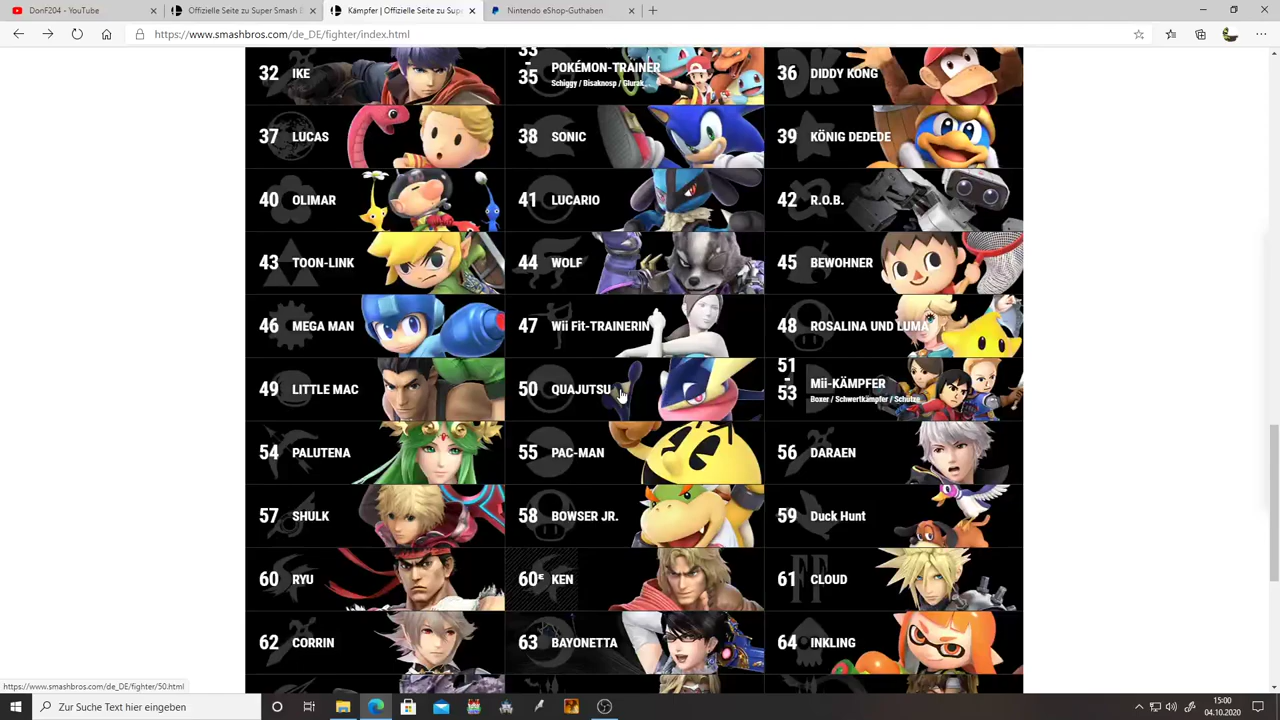 DonF204 - YouTube
Offizielle Seite zu Super Smash B
Kämpfer | Offizielle Seite zu Supe
Nintendo eShop-Guthaben
https://www.smashbros.com/de_DE/fighter/index.html
32 IKE
33 - 35 POKÉMON-TRAINER
Schiggy / Bisaknosp / Glurak
36 DIDDY KONG
37 LUCAS
38 SONIC
39 KÖNIG DEDEDE
40 OLIMAR
41 LUCARIO
42 R.O.B.
43 TOON-LINK
44 WOLF
45 BEWOHNER
46 MEGA MAN
47 Wii Fit-TRAINERIN
48 ROSALINA UND LUMA
49 LITTLE MAC
50 QUAJUTSU
51 - 53 Mii-KÄMPFER
Boxer / Schwertkämpfer / Schütze
54 PALUTENA
55 PAC-MAN
56 DARAEN
57 SHULK
58 BOWSER JR.
59 Duck Hunt
60 RYU
60ᴱ KEN
61 CLOUD
62 CORRIN
63 BAYONETTA
64 INKLING
https://www.smashbros.com/de_DE/fighter/50.html
Zur Suche Text hier eingeben
15:00
04.10.2020